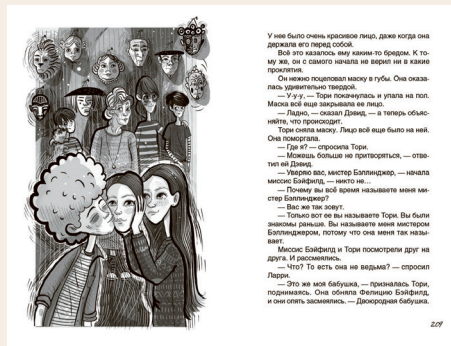 У нее было очень красивое лицо, даже когда она
держала его перед собой.
Всё это казалось ему каким-то бредом. К то-
му же, он с самого начала не верил ни в какие
проклятия.
Он нежно поцеловал маску в губы. Она оказа-
лась удивительно твердой.
— У-у-у, — Тори покачнулась и упала на пол.
Маска всё еще закрывала ее лицо.
— Ладно, — сказал Дэвид, — а теперь объяс-
няйте, что происходит.
Тори сняла маску. Лицо всё еще было на ней.
Она поморгала.
— Где я? — спросила Тори.
— Можешь больше не притворяться, — отве-
тил ей Дэвид.
— Уверяю вас, мистер Бэллинджер, — начала
миссис Бэйфилд, — никто не...
— Почему вы всё время называете меня ми-
стер Бэллинджер?
— Вас же так зовут.
— Только вот ее вы называете Тори. Вы были
знакомы раньше. Вы называете меня мистером
Бэллинджером, потому что она меня так назы-
вает.
Миссис Бэйфилд и Тори посмотрели друг на
друга. И рассмеялись.
— Что? То есть она не ведьма? — спросил
Ларри.
— Это же моя бабушка, — призналась Тори,
поднимаясь. Она обняла Фелицию Бэйфилд,
и они опять засмеялись. — Двоюродная бабушка.
209